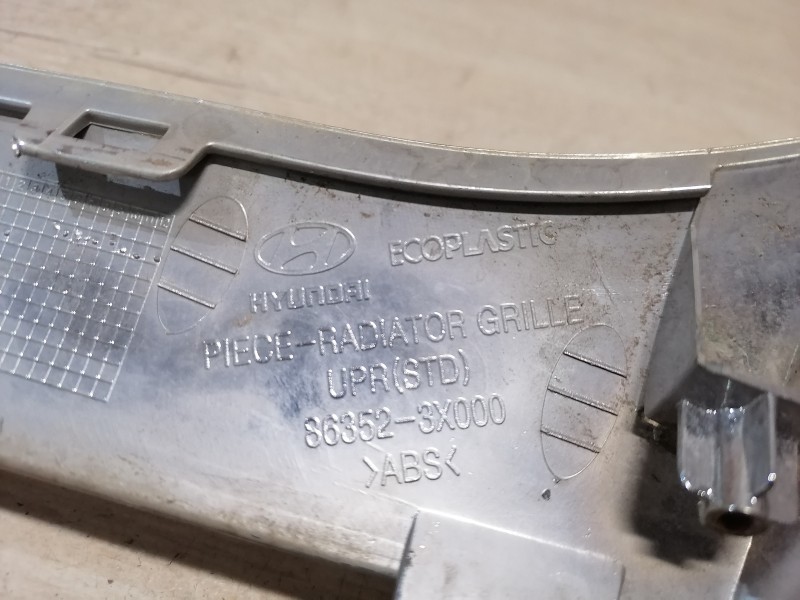 HYUNDAI ECOPLASTIC
PIECE-RADIATOR GRILLE
UPR(STD)
86352-3X000
>ABS<